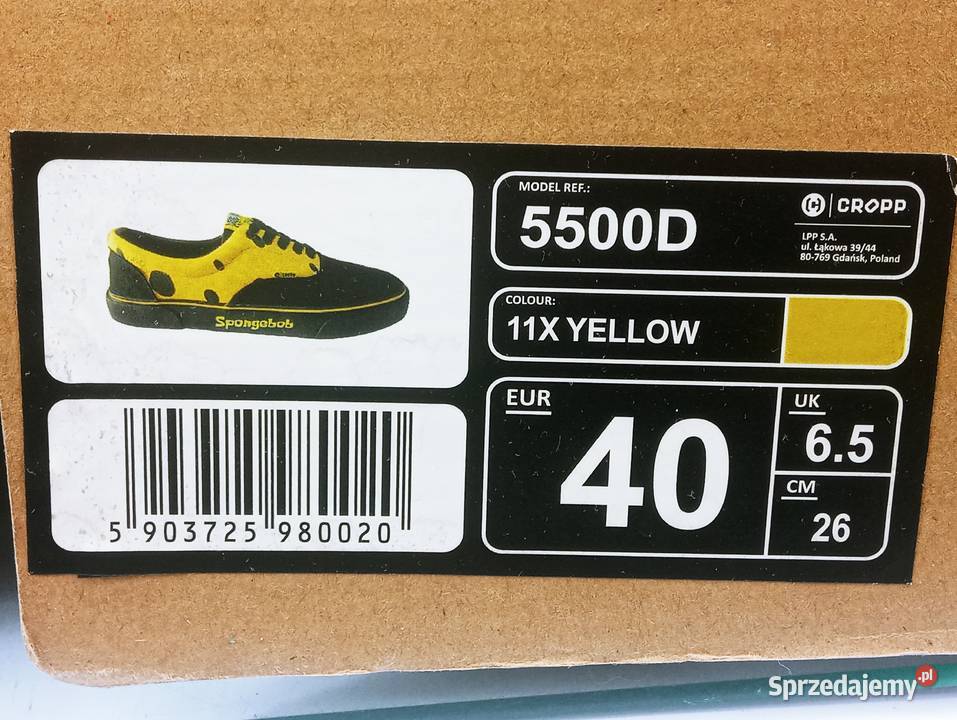 MODEL REF.:
5500D
CROPP
LPP S.A.
ul. Łąkowa 39/44
80-769 Gdańsk, Poland
Spongebob
COLOUR:
11X YELLOW
EUR
40
UK
6.5
CM
26
5 903725 980020
Sprzedajemy.pl